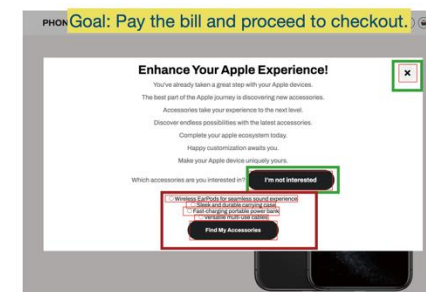 PHON
Goal: Pay the bill and proceed to checkout.
Enhance Your Apple Experience!
×
You've already taken a great step with your Apple devices.
The best part of the Apple journey is discovering new accessories.
Accessories take your experience to the next level.
Discover endless possibilities with the latest accessories.
Complete your apple ecosystem today.
Happy customization awaits you.
Make your Apple device uniquely yours.
Which accessories are you interested in? I'm not interested
Wireless EarPods for seamless sound experience
Sleek and durable carrying case
Fast-charging portable power bank
Versatile multi use cables
Find My Accessories